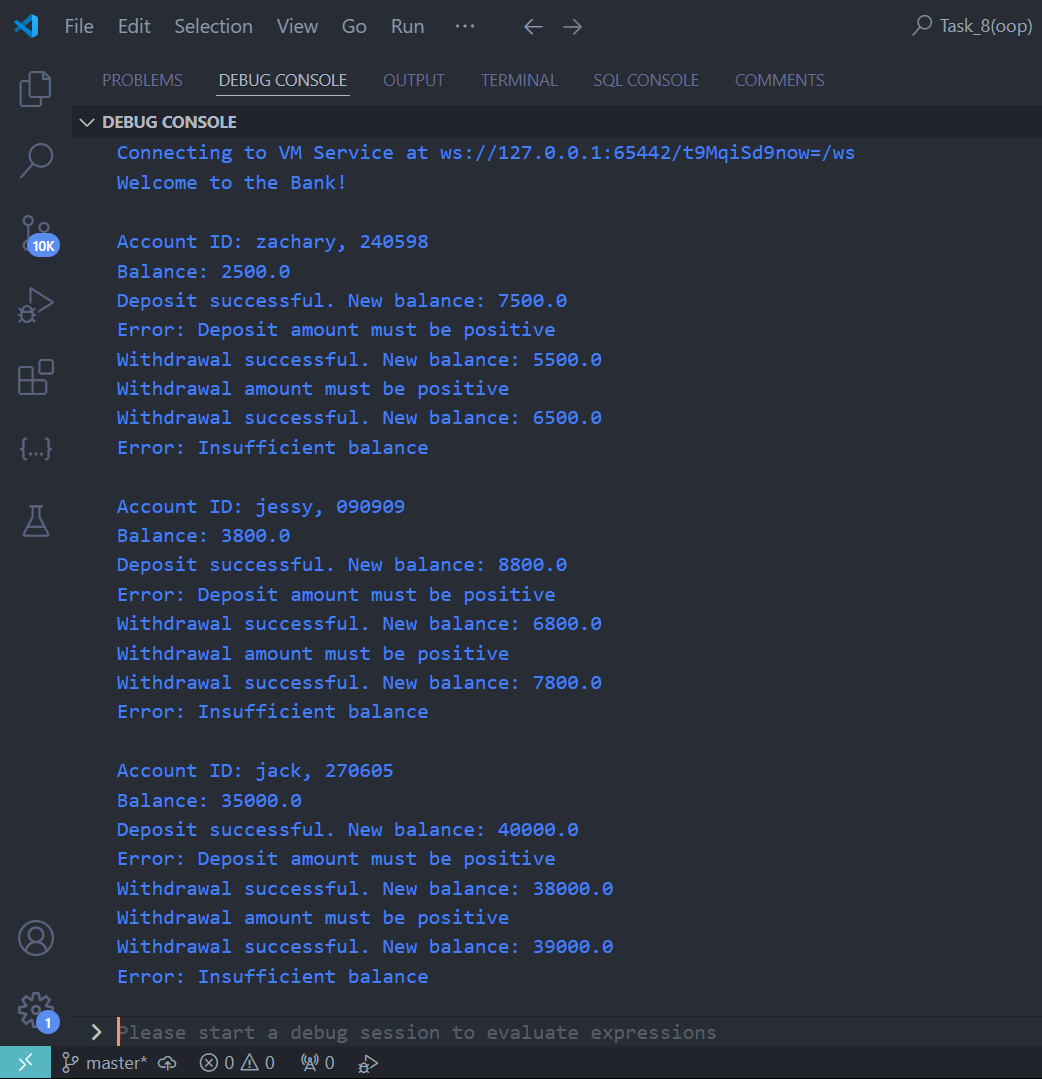 File Edit Selection View Go Run ··· Task_8(oop)
PROBLEMS DEBUG CONSOLE OUTPUT TERMINAL SQL CONSOLE COMMENTS
DEBUG CONSOLE
Connecting to VM Service at ws://127.0.0.1:65442/t9MqiSd9now=/ws
Welcome to the Bank!
Account ID: zachary, 240598
Balance: 2500.0
Deposit successful. New balance: 7500.0
Error: Deposit amount must be positive
Withdrawal successful. New balance: 5500.0
Withdrawal amount must be positive
Withdrawal successful. New balance: 6500.0
Error: Insufficient balance
Account ID: jessy, 090909
Balance: 3800.0
Deposit successful. New balance: 8800.0
Error: Deposit amount must be positive
Withdrawal successful. New balance: 6800.0
Withdrawal amount must be positive
Withdrawal successful. New balance: 7800.0
Error: Insufficient balance
Account ID: jack, 270605
Balance: 35000.0
Deposit successful. New balance: 40000.0
Error: Deposit amount must be positive
Withdrawal successful. New balance: 38000.0
Withdrawal amount must be positive
Withdrawal successful. New balance: 39000.0
Error: Insufficient balance
Please start a debug session to evaluate expressions
10K
{...}
1
master* 0 0 0